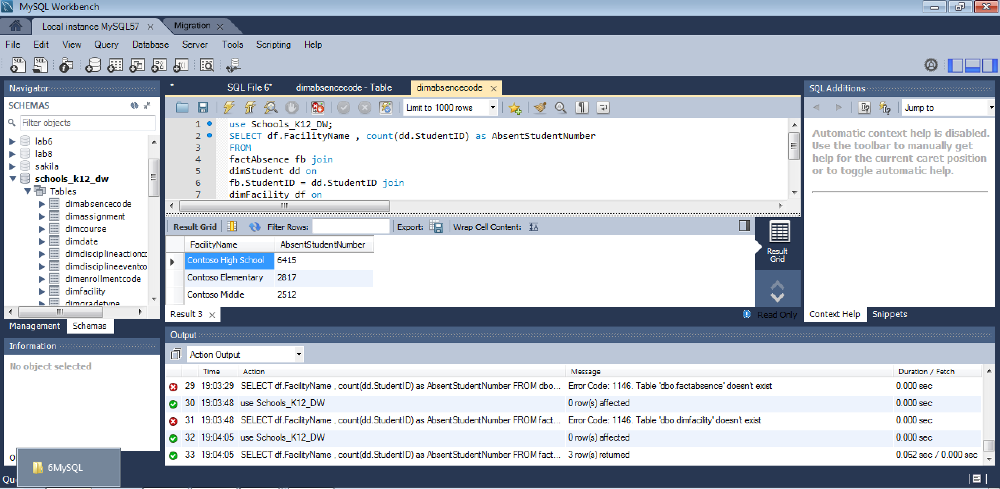 MySQL Workbench
Local instance MySQL57
Migration
File Edit View Query Database Server Tools Scripting Help
Navigator
SCHEMAS
Filter objects
lab6
lab8
sakila
schools_k12_dw
Tables
dimabsencecode
dimassignment
dimcourse
dimdate
dimdisciplineactioncc
dimdisciplineeventco
dimenrollmentcode
dimfacility
dimgradetype
Management Schemas
Information
No object selected
6MySQL
* SQL File 6* dimabsencecode - Table dimabsencecode
Limit to 1000 rows
1 use Schools_K12_DW;
2 SELECT df.FacilityName , count(dd.StudentID) as AbsentStudentNumber
3 FROM
4 factAbsence fb join
5 dimStudent dd on
6 fb.StudentID = dd.StudentID join
7 dimFacility df on
Result Grid Filter Rows: Export: Wrap Cell Content:
FacilityName AbsentStudentNumber
Contoso High School 6415
Contoso Elementary 2817
Contoso Middle 2512
Result
Grid
Result 3
Read Only
SQL Additions
Jump to
Automatic context help is disabled.
Use the toolbar to manually get
help for the current caret position
or to toggle automatic help.
Context Help Snippets
Output
Action Output
Time Action Message Duration / Fetch
29 19:03:29 SELECT df.FacilityName , count(dd.StudentID) as AbsentStudentNumber FROM dbo... Error Code: 1146. Table 'dbo.factabsence' doesn't exist 0.000 sec
30 19:03:48 use Schools_K12_DW 0 row(s) affected 0.000 sec
31 19:03:48 SELECT df.FacilityName , count(dd.StudentID) as AbsentStudentNumber FROM fact... Error Code: 1146. Table 'dbo.dimfacility' doesn't exist 0.000 sec
32 19:04:05 use Schools_K12_DW 0 row(s) affected 0.000 sec
33 19:04:05 SELECT df.FacilityName , count(dd.StudentID) as AbsentStudentNumber FROM fact... 3 row(s) returned 0.062 sec / 0.000 sec